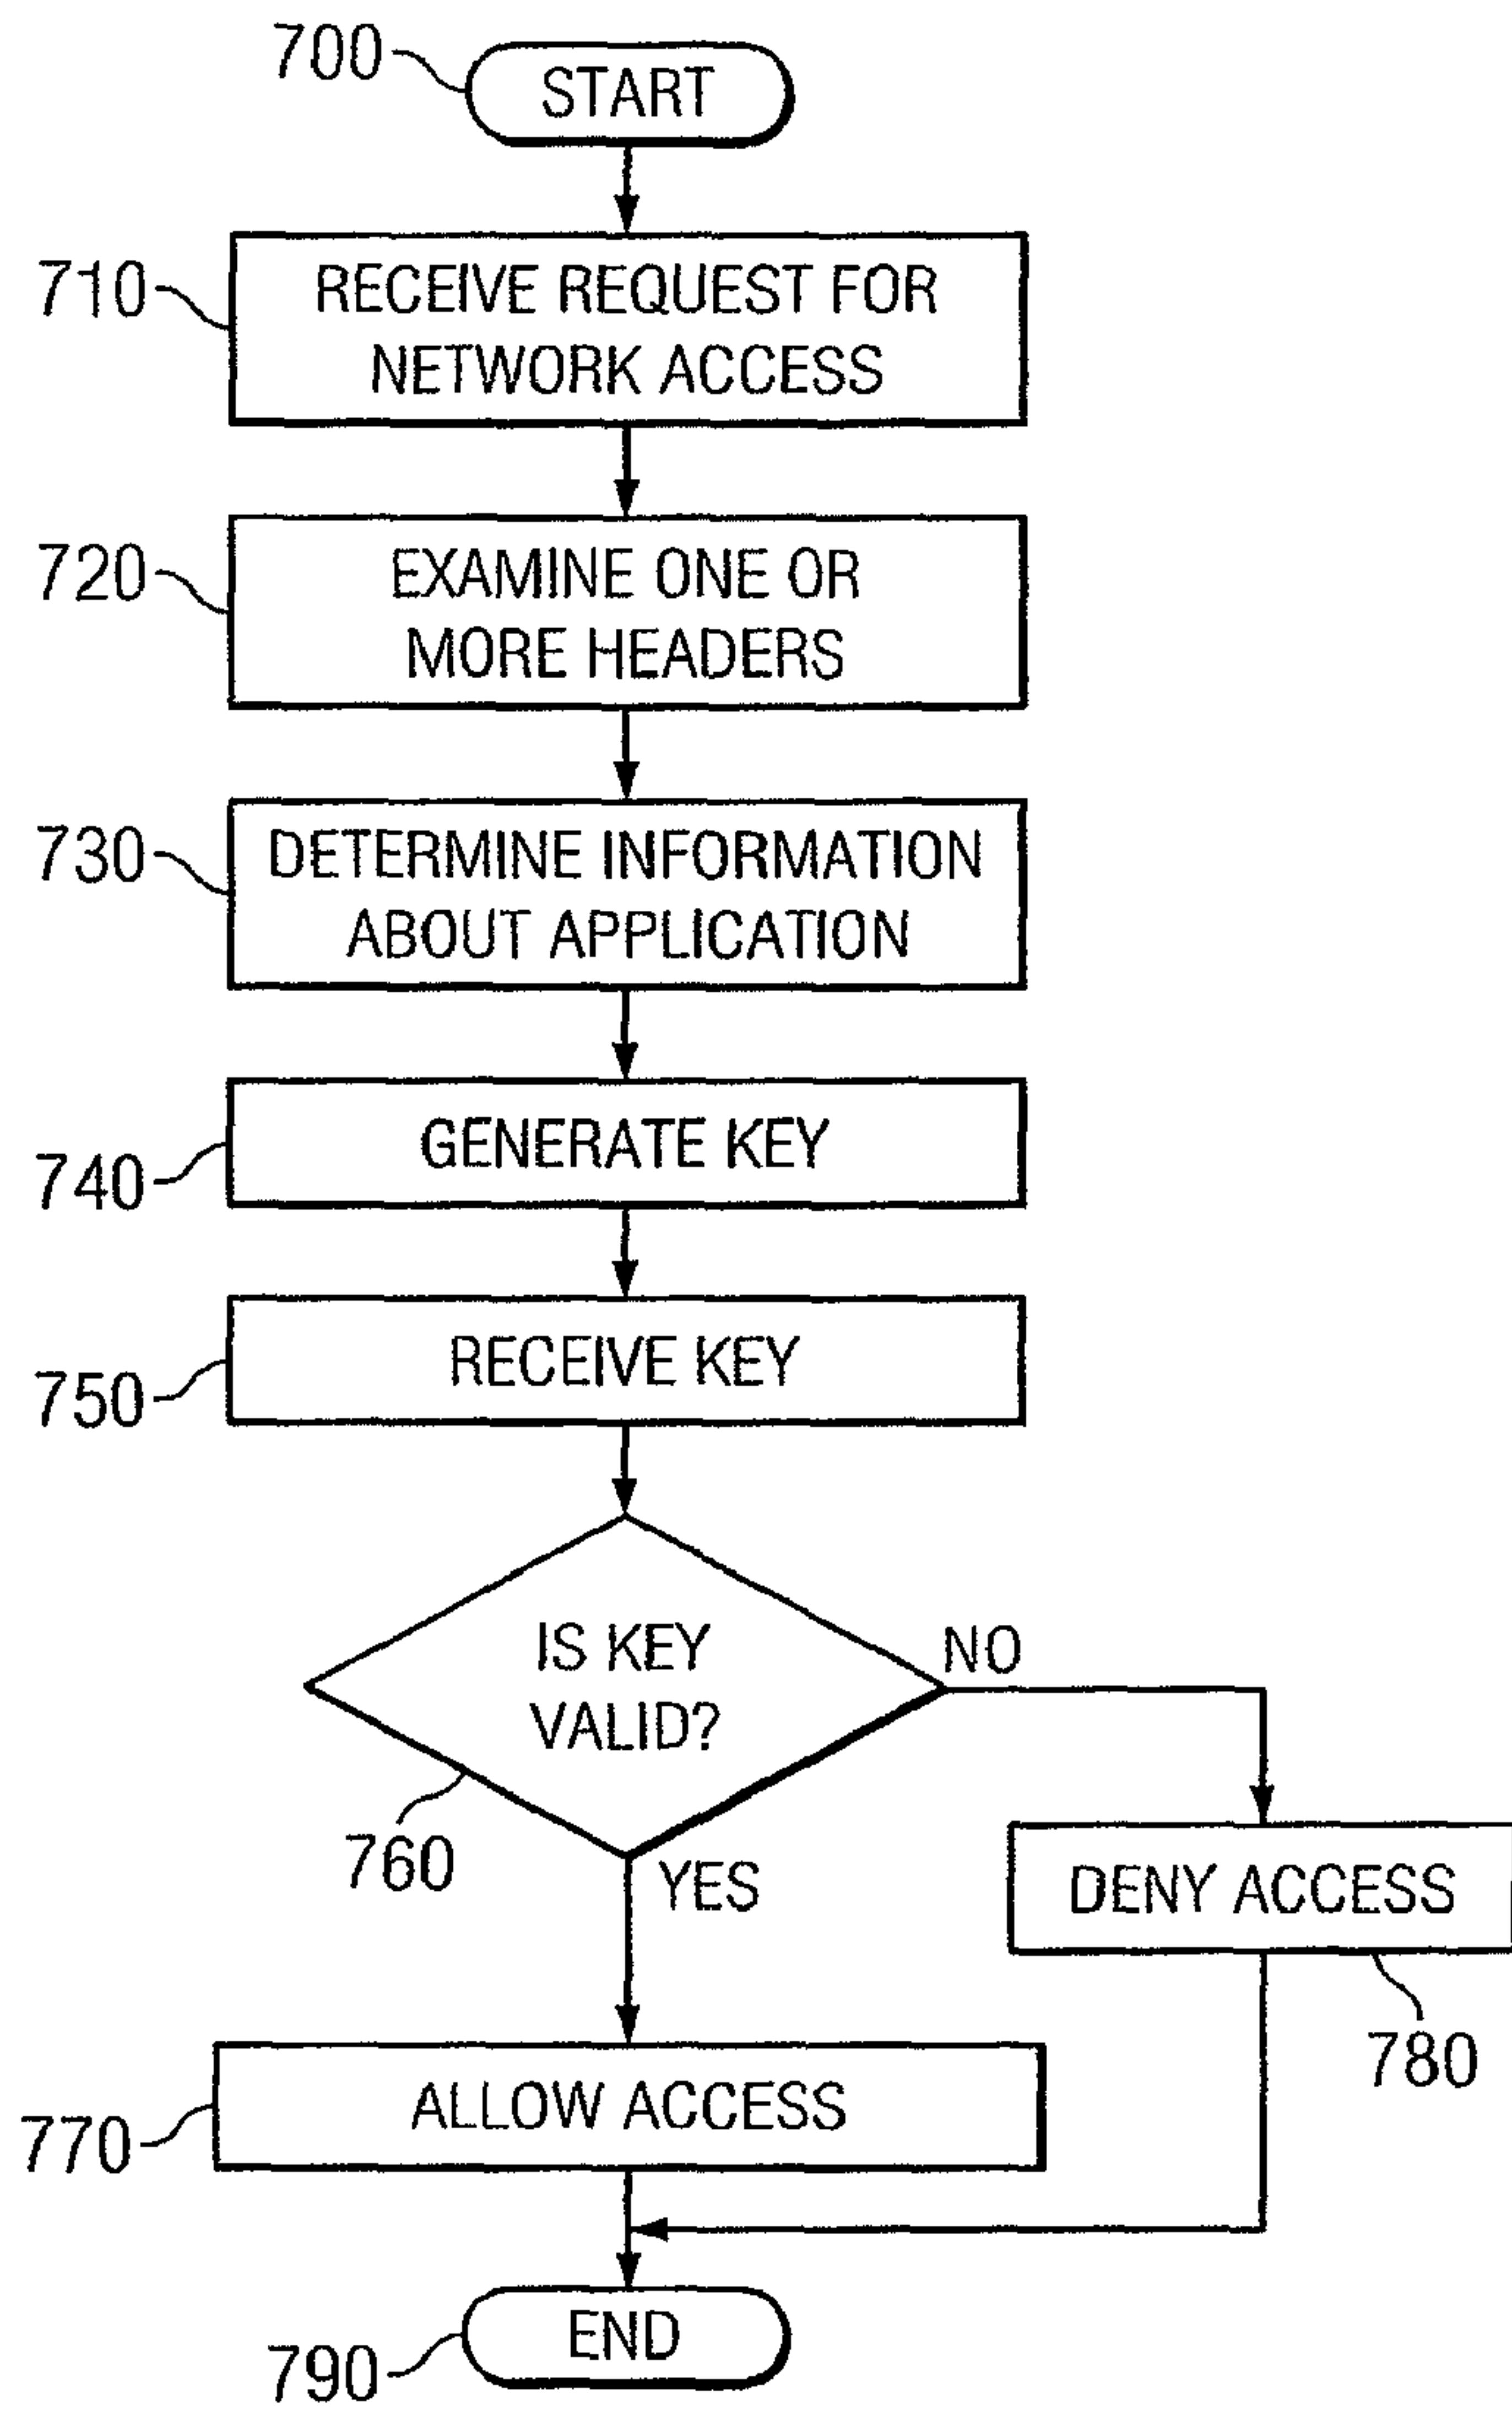 700
START
710
RECEIVE REQUEST FOR
NETWORK ACCESS
720
EXAMINE ONE OR
MORE HEADERS
730
DETERMINE INFORMATION
ABOUT APPLICATION
740
GENERATE KEY
750
RECEIVE KEY
IS KEY
VALID?
NO
760
YES
DENY ACCESS
780
770
ALLOW ACCESS
790
END